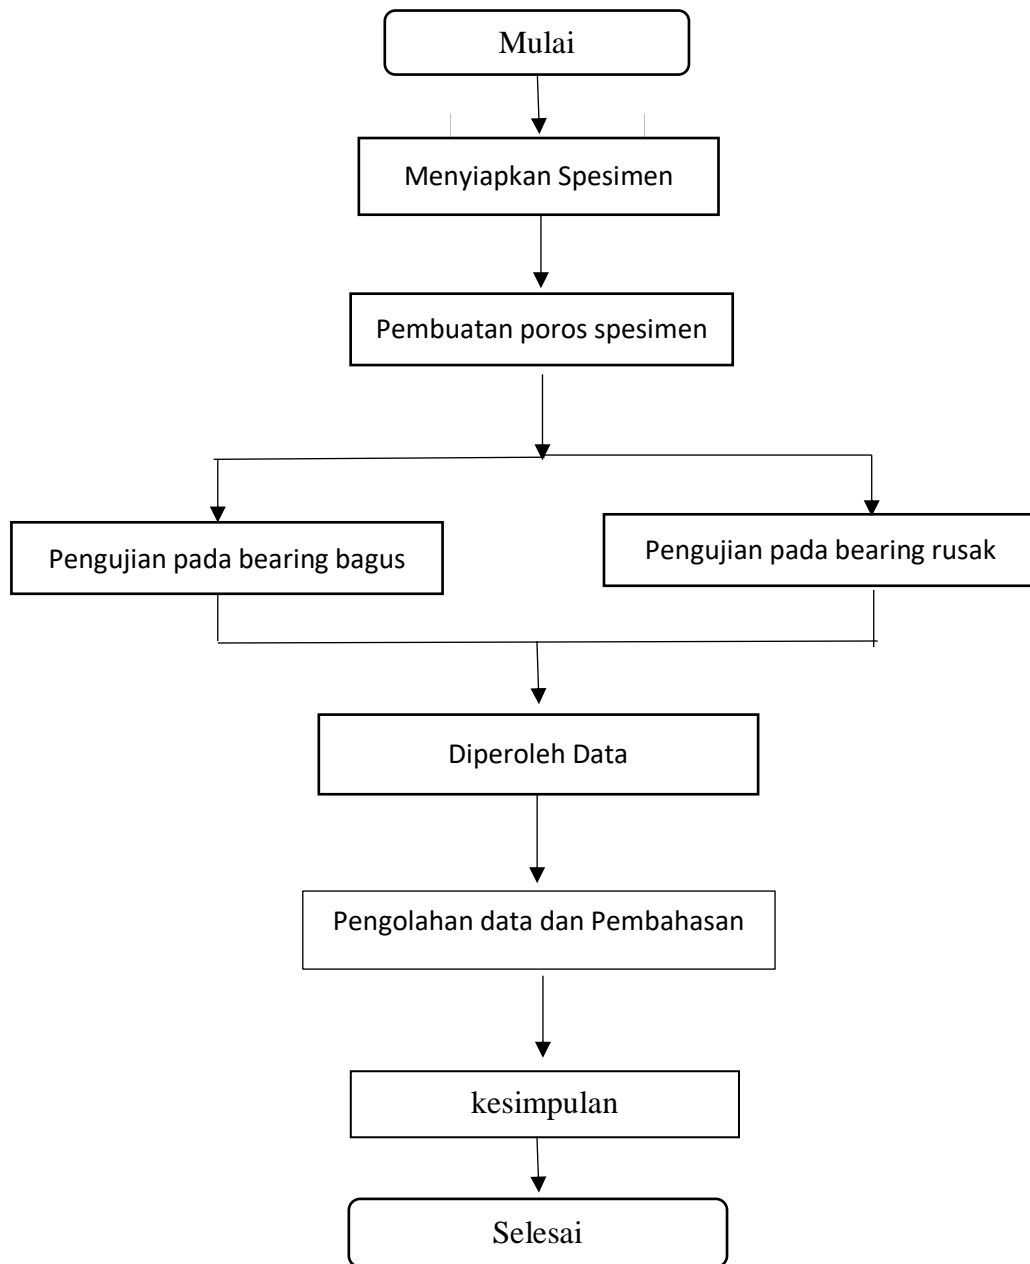 Mulai
Menyiapkan Spesimen
Pembuatan poros spesimen
Pengujian pada bearing bagus
Pengujian pada bearing rusak
Diperoleh Data
Pengolahan data dan Pembahasan
kesimpulan
Selesai